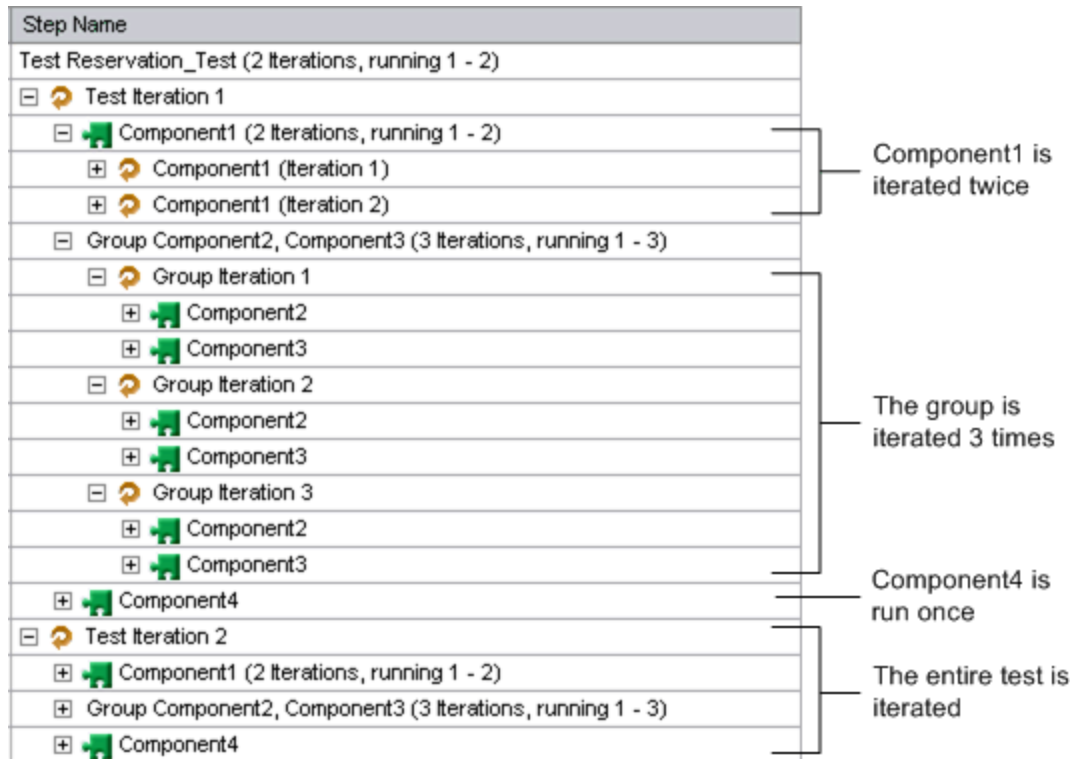 Step Name
Test Reservation_Test (2 Iterations, running 1 - 2)
Test Iteration 1
Component1 (2 Iterations, running 1 - 2)
Component1 (Iteration 1)
Component1 (Iteration 2)
Component1 is
iterated twice
Group Component2, Component3 (3 Iterations, running 1 - 3)
Group Iteration 1
Component2
Component3
Group Iteration 2
Component2
Component3
Group Iteration 3
Component2
Component3
The group is
iterated 3 times
Component4
Component4 is
run once
Test Iteration 2
Component1 (2 Iterations, running 1 - 2)
Group Component2, Component3 (3 Iterations, running 1 - 3)
Component4
The entire test is
iterated